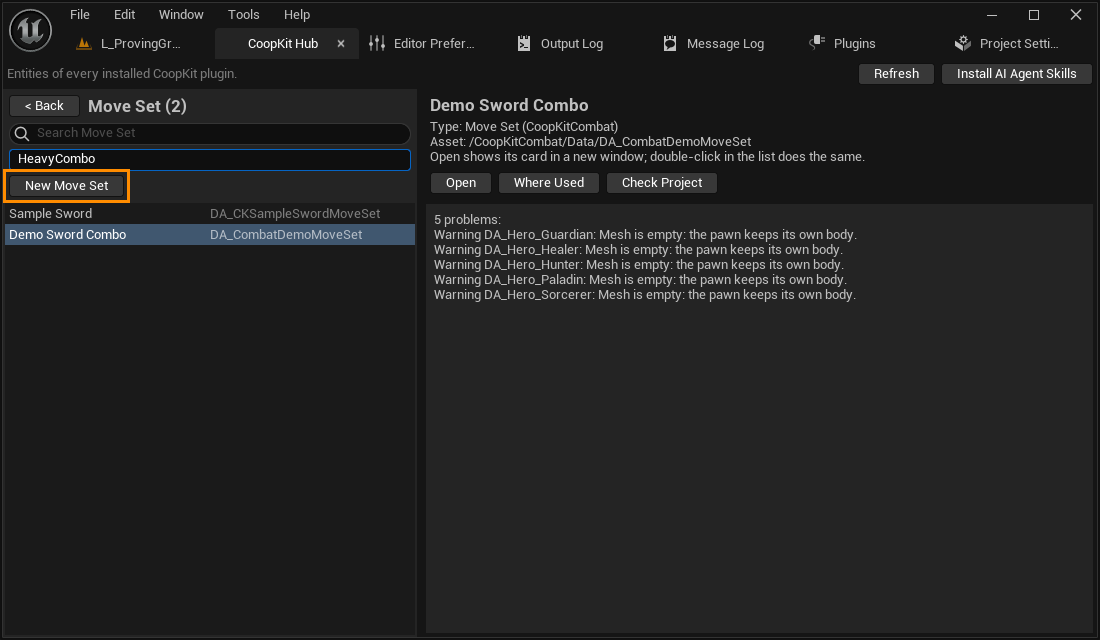 File Edit Window Tools Help
L_ProvingGr... CoopKit Hub Editor Prefer... Output Log Message Log Plugins Project Setti...
Entities of every installed CoopKit plugin. Refresh Install AI Agent Skills
< Back Move Set (2)
Search Move Set
HeavyCombo
New Move Set
Sample Sword DA_CKSampleSwordMoveSet
Demo Sword Combo DA_CombatDemoMoveSet
Demo Sword Combo
Type: Move Set (CoopKitCombat)
Asset: /CoopKitCombat/Data/DA_CombatDemoMoveSet
Open shows its card in a new window; double-click in the list does the same.
Open Where Used Check Project
5 problems:
Warning DA_Hero_Guardian: Mesh is empty: the pawn keeps its own body.
Warning DA_Hero_Healer: Mesh is empty: the pawn keeps its own body.
Warning DA_Hero_Hunter: Mesh is empty: the pawn keeps its own body.
Warning DA_Hero_Paladin: Mesh is empty: the pawn keeps its own body.
Warning DA_Hero_Sorcerer: Mesh is empty: the pawn keeps its own body.